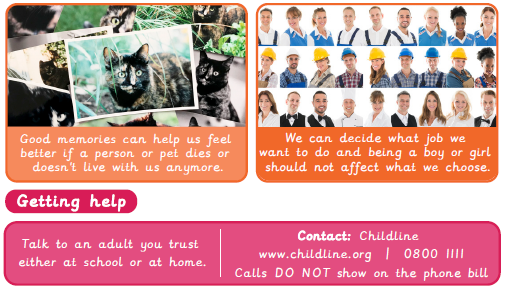 Good memories can help us feel
better if a person or pet dies or
doesn't live with us anymore.
We can decide what job we
want to do and being a boy or girl
should not affect what we choose.
Getting help
Talk to an adult you trust
either at school or at home.
Contact: Childline
www.childline.org | 0800 1111
Calls DO NOT show on the phone bill